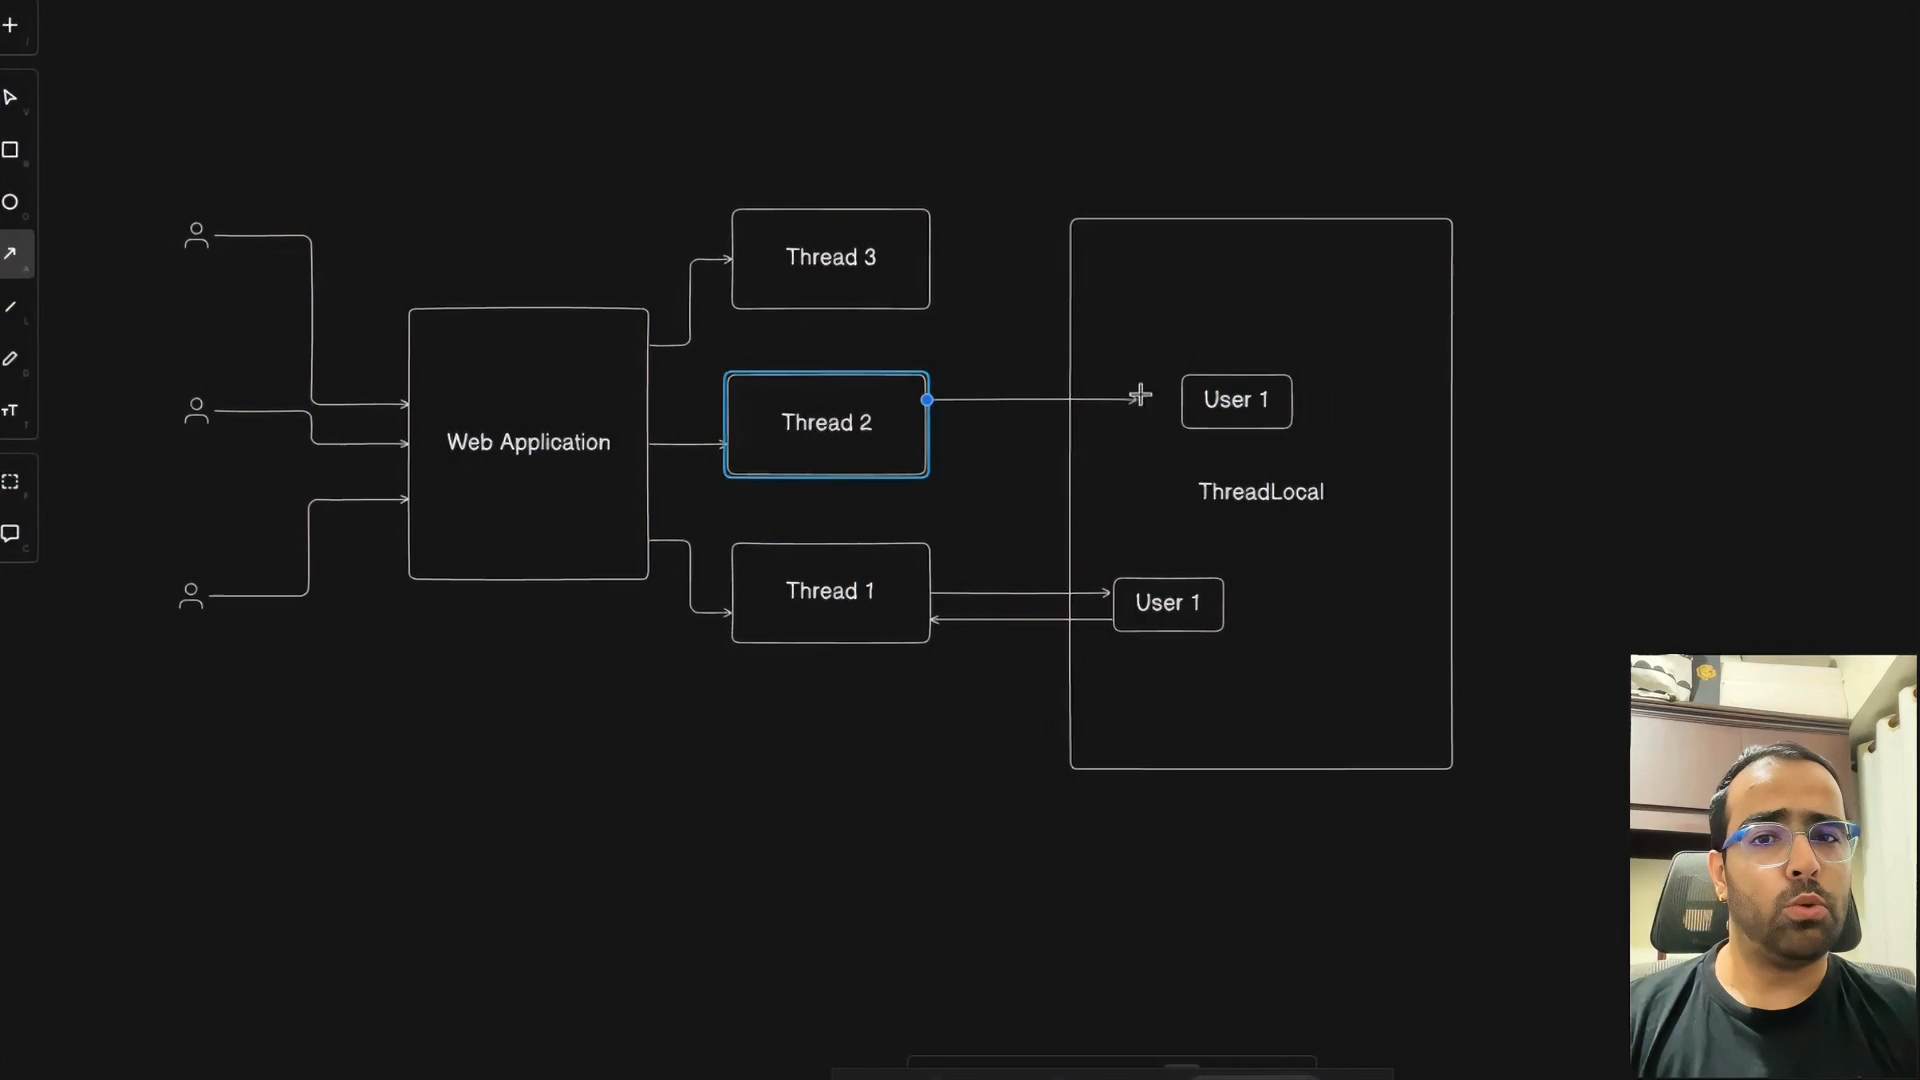 Thread 3
User 1
Thread 2
Web Application
ThreadLocal
Thread 1
User 1